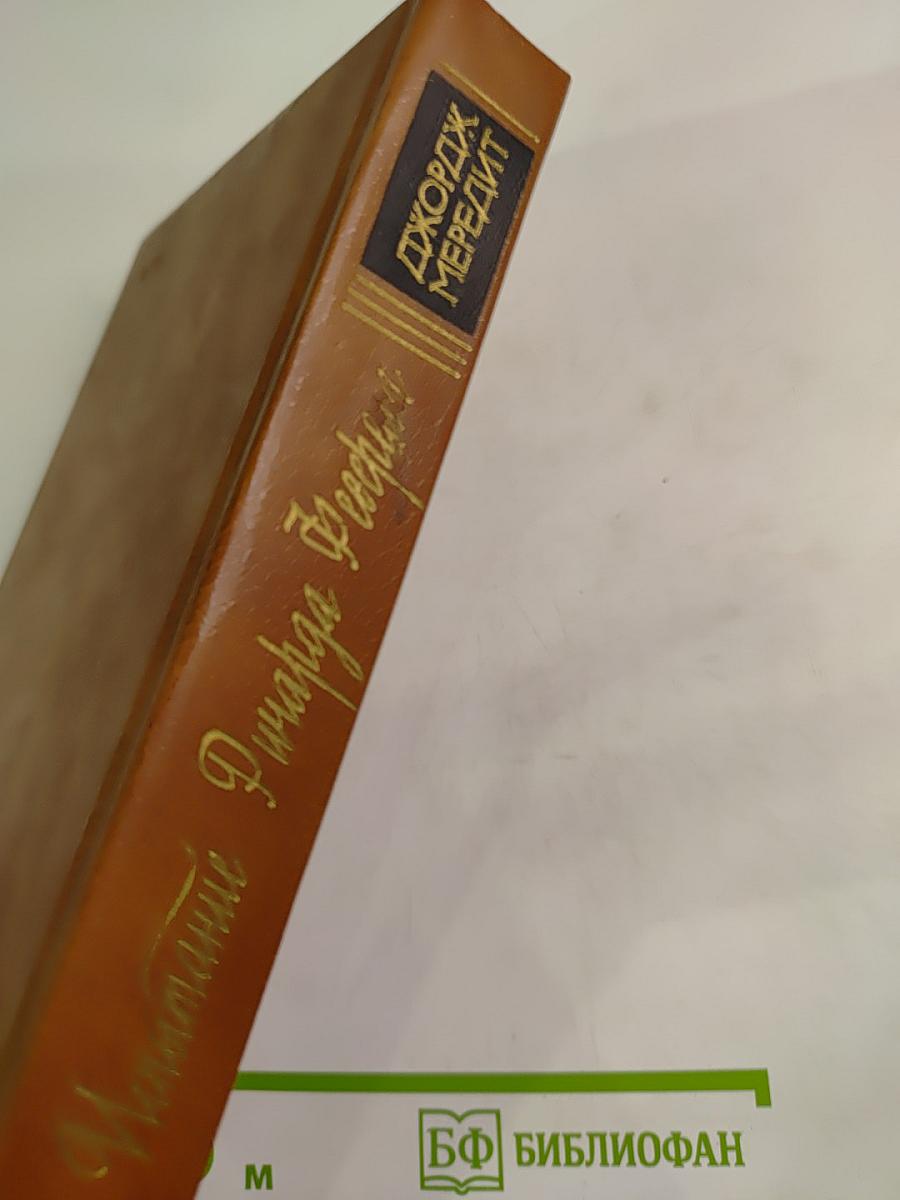 ДЖОРДЖ
МЕРЕДИТ
Испытание Ричарда Феверела
м
БФ БИБЛИОФАН